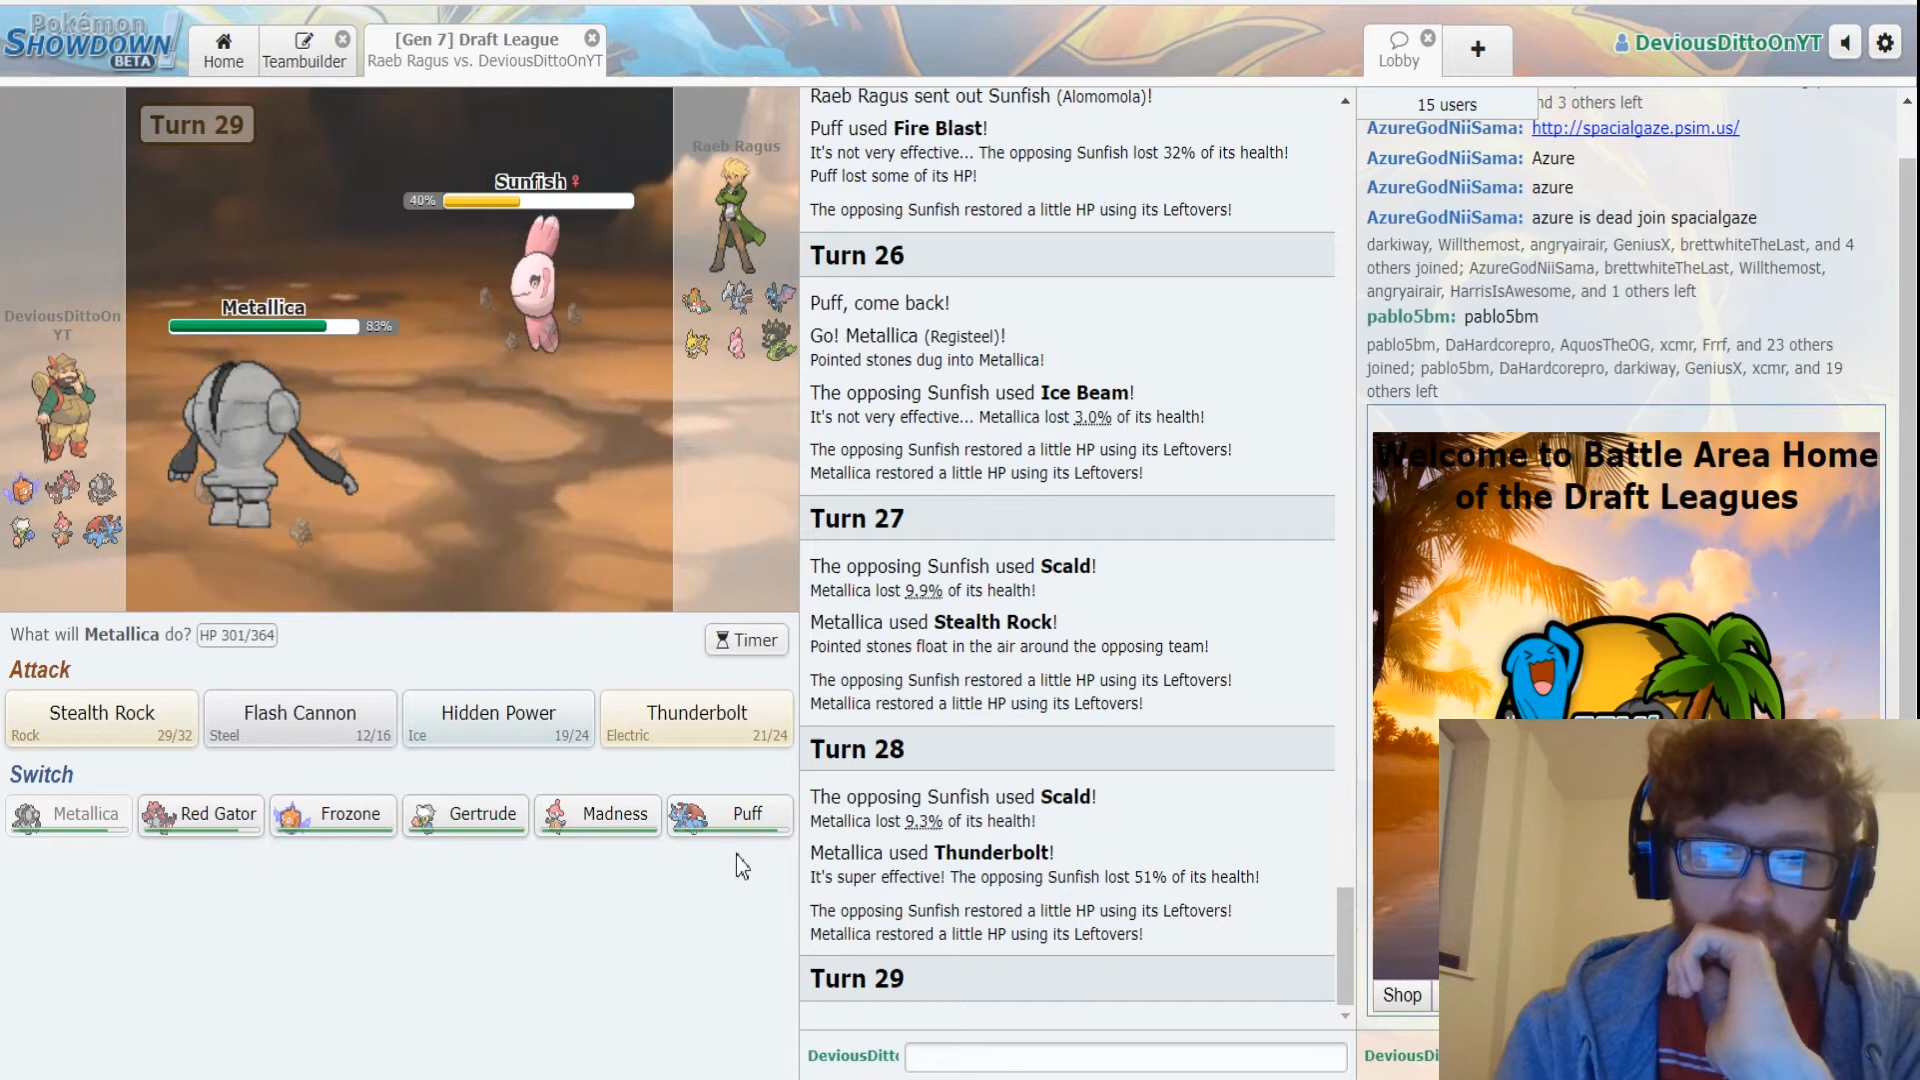 Pokémon
SHOWDOWN!
BETA
Home
Teambuilder
[Gen 7] Draft League
Raeb Ragus vs. DeviousDittoOnYT
Lobby
+
DeviousDittoOnYT
Turn 29
Raeb Ragus
Sunfish ♀
40%
Metallica
83%
DeviousDittoOn
YT
What will Metallica do? HP 301/364
Timer
Attack
Stealth Rock
Rock 29/32
Flash Cannon
Steel 12/16
Hidden Power
Ice 19/24
Thunderbolt
Electric 21/24
Switch
Metallica
Red Gator
Frozone
Gertrude
Madness
Puff
Raeb Ragus sent out Sunfish (Alomomola)!
Puff used Fire Blast!
It's not very effective... The opposing Sunfish lost 32% of its health!
Puff lost some of its HP!
The opposing Sunfish restored a little HP using its Leftovers!
Turn 26
Puff, come back!
Go! Metallica (Registeel)!
Pointed stones dug into Metallica!
The opposing Sunfish used Ice Beam!
It's not very effective... Metallica lost 3.0% of its health!
The opposing Sunfish restored a little HP using its Leftovers!
Metallica restored a little HP using its Leftovers!
Turn 27
The opposing Sunfish used Scald!
Metallica lost 9.9% of its health!
Metallica used Stealth Rock!
Pointed stones float in the air around the opposing team!
The opposing Sunfish restored a little HP using its Leftovers!
Metallica restored a little HP using its Leftovers!
Turn 28
The opposing Sunfish used Scald!
Metallica lost 9.3% of its health!
Metallica used Thunderbolt!
It's super effective! The opposing Sunfish lost 51% of its health!
The opposing Sunfish restored a little HP using its Leftovers!
Metallica restored a little HP using its Leftovers!
Turn 29
DeviousDitt
15 users
nd 3 others left
AzureGodNiiSama: http://spacialgaze.psim.us/
AzureGodNiiSama: Azure
AzureGodNiiSama: azure
AzureGodNiiSama: azure is dead join spacialgaze
darkiway, Willthemost, angryairair, GeniusX, brettwhiteTheLast, and 4
others joined; AzureGodNiiSama, brettwhiteTheLast, Willthemost,
angryairair, HarrisIsAwesome, and 1 others left
pablo5bm: pablo5bm
pablo5bm, DaHardcorepro, AquosTheOG, xcmr, Frrf, and 23 others
joined; pablo5bm, DaHardcorepro, darkiway, GeniusX, xcmr, and 19
others left
Welcome to Battle Area Home
of the Draft Leagues
Shop
DeviousDi